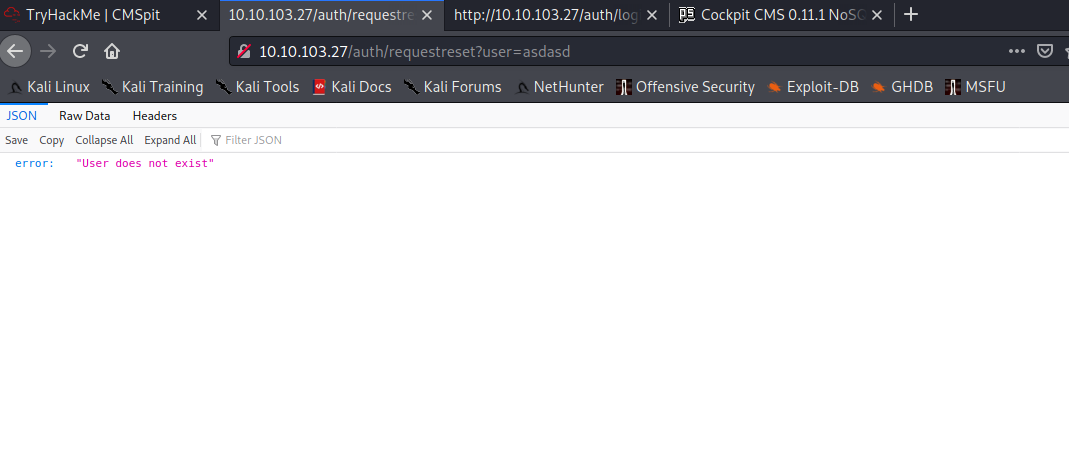 TryHackMe | CMSpit
10.10.103.27/auth/requestre
http://10.10.103.27/auth/log
Cockpit CMS 0.11.1 NoSQ
10.10.103.27/auth/requestreset?user=asdasd
Kali Linux Kali Training Kali Tools Kali Docs Kali Forums NetHunter Offensive Security Exploit-DB GHDB MSFU
JSON Raw Data Headers
Save Copy Collapse All Expand All Filter JSON
error: "User does not exist"